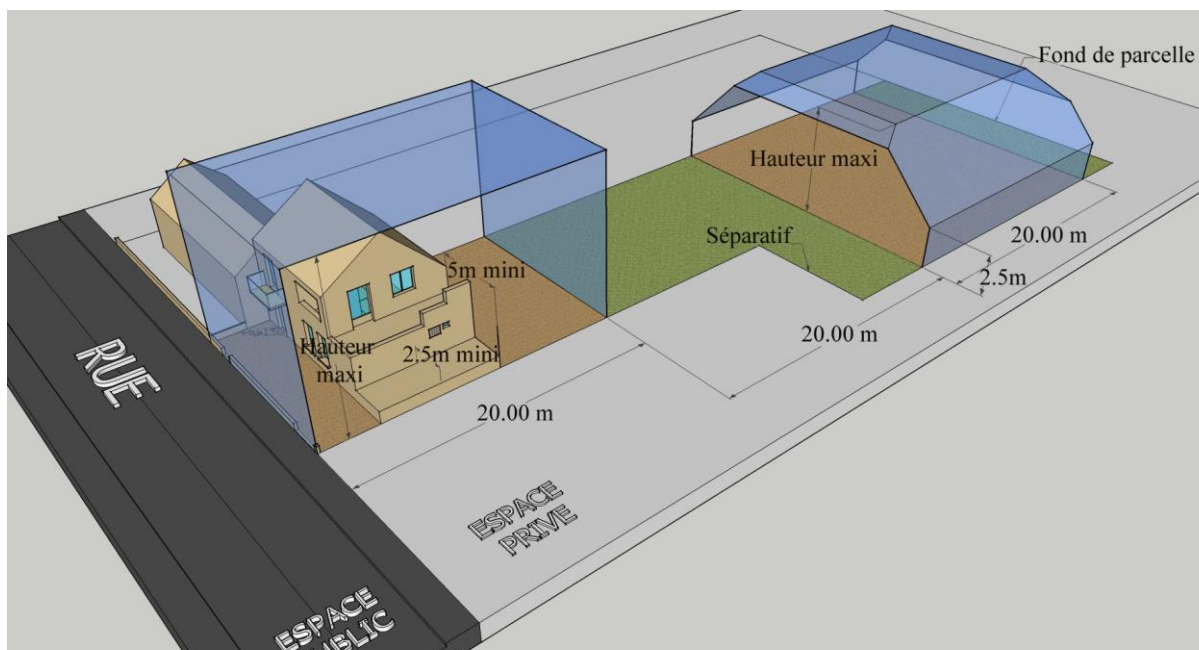 Fond de parcelle
Hauteur maxi
Séparatif
20.00 m
2.5m
5m mini
20.00 m
Hauteur
maxi
2.5m mini
20.00 m
RUE
ESPACE
PRIVE
ESPACE